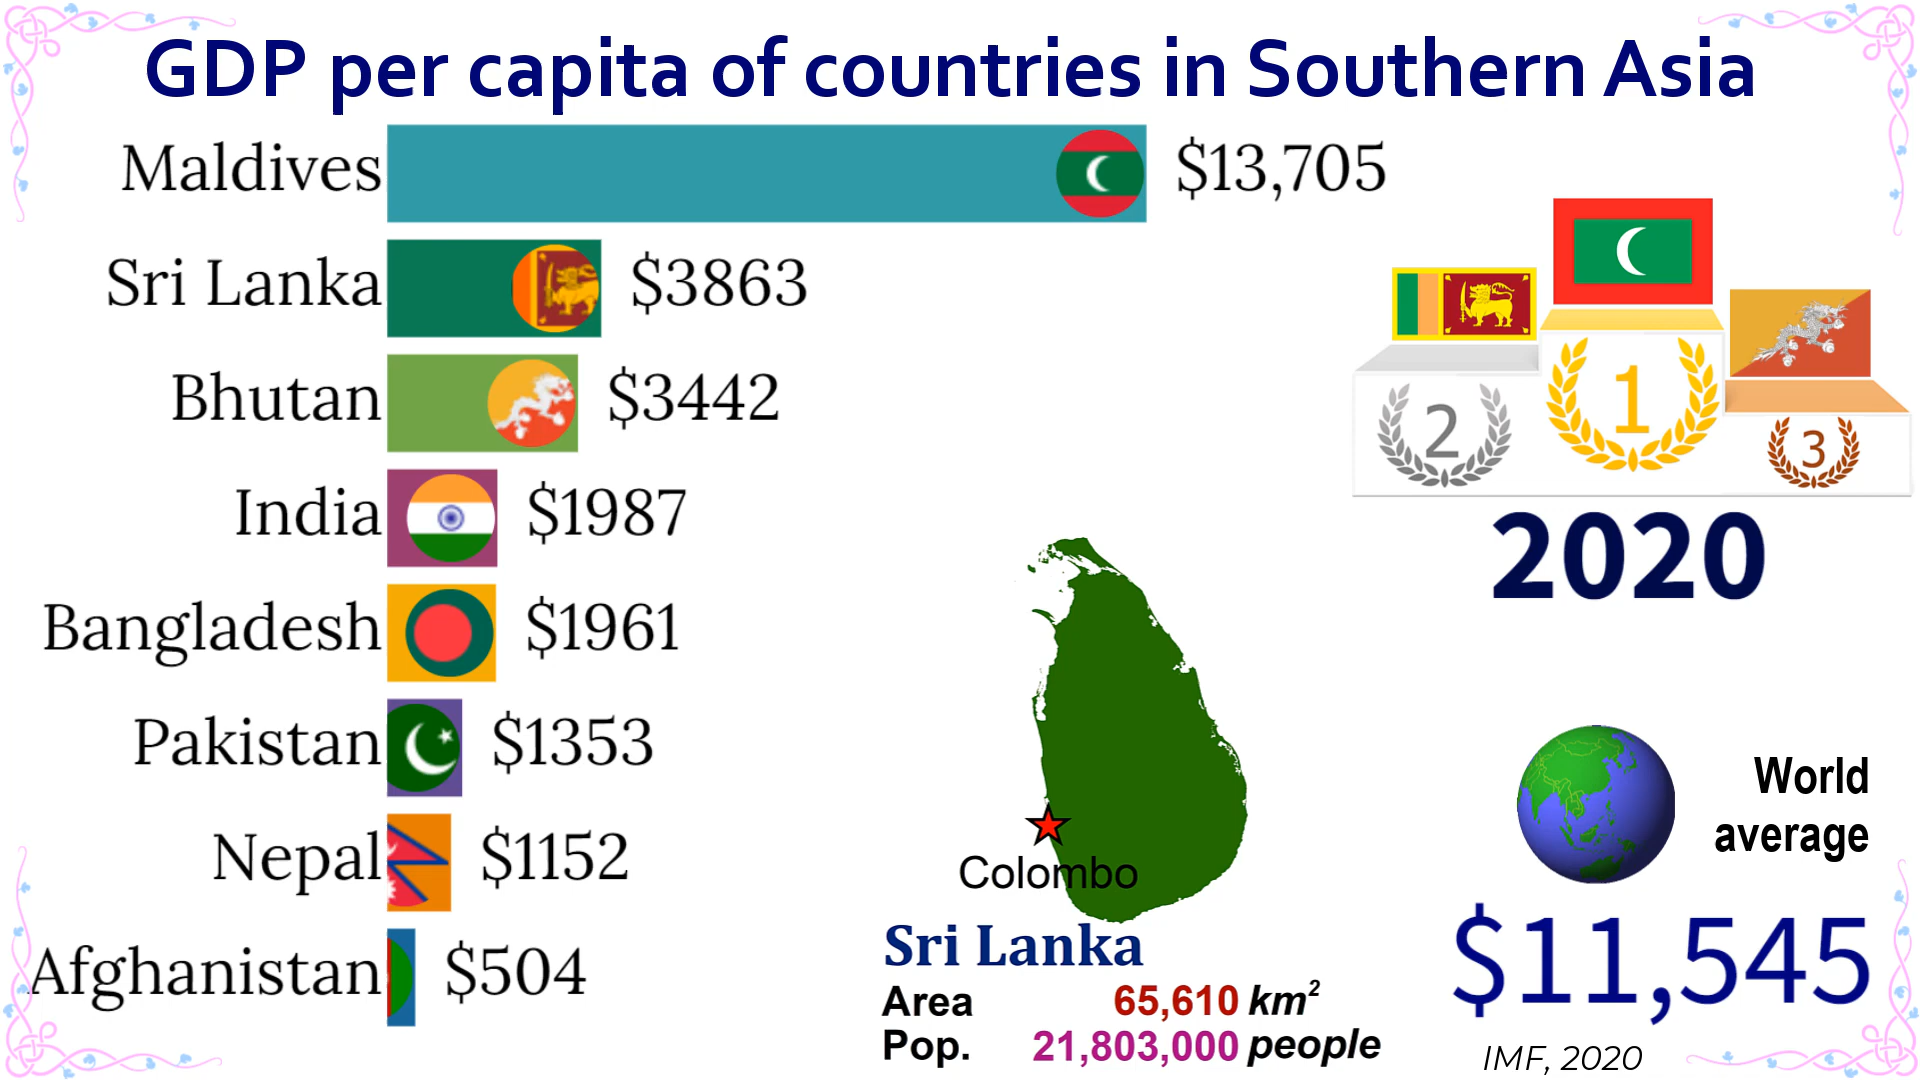 GDP per capita of countries in Southern Asia
Maldives $13,705
Sri Lanka $3863
Bhutan $3442
India $1987
Bangladesh $1961
Pakistan $1353
Nepal $1152
Afghanistan $504
2 1 3
2020
Colombo
Sri Lanka
Area 65,610 km²
Pop. 21,803,000 people
World
average
$11,545
IMF, 2020